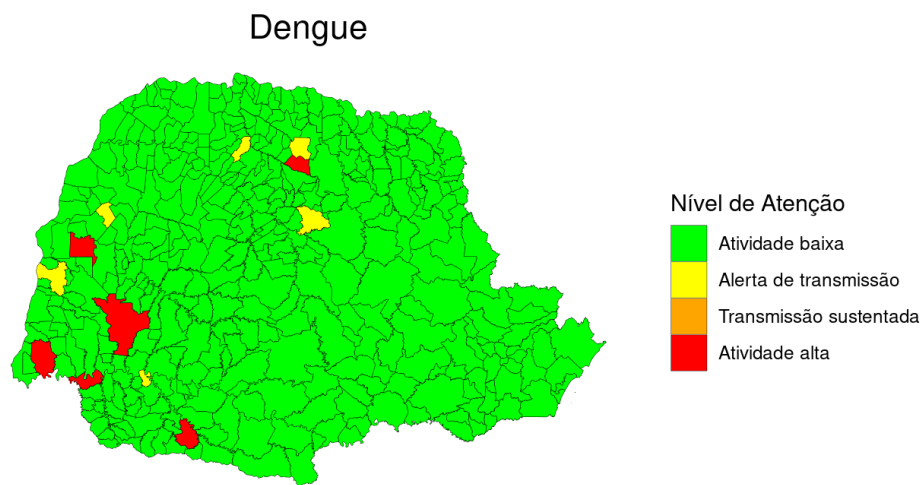 Dengue
Nível de Atenção
Atividade baixa
Alerta de transmissão
Transmissão sustentada
Atividade alta